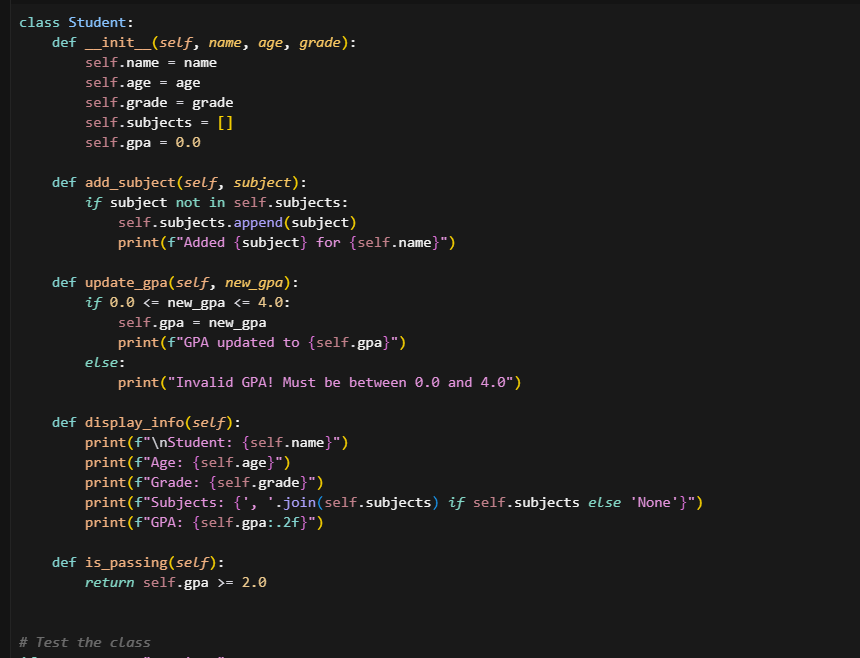 class Student:
    def __init__(self, name, age, grade):
        self.name = name
        self.age = age
        self.grade = grade
        self.subjects = []
        self.gpa = 0.0

    def add_subject(self, subject):
        if subject not in self.subjects:
            self.subjects.append(subject)
            print(f"Added {subject} for {self.name}")

    def update_gpa(self, new_gpa):
        if 0.0 <= new_gpa <= 4.0:
            self.gpa = new_gpa
            print(f"GPA updated to {self.gpa}")
        else:
            print("Invalid GPA! Must be between 0.0 and 4.0")

    def display_info(self):
        print(f"\nStudent: {self.name}")
        print(f"Age: {self.age}")
        print(f"Grade: {self.grade}")
        print(f"Subjects: {', '.join(self.subjects) if self.subjects else 'None'}")
        print(f"GPA: {self.gpa:.2f}")

    def is_passing(self):
        return self.gpa >= 2.0


# Test the class